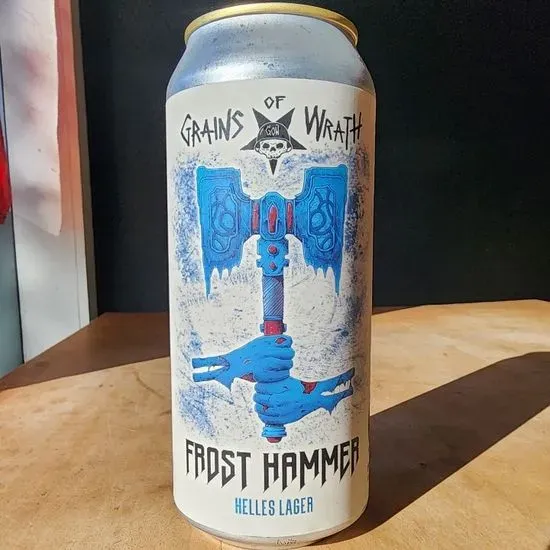 GRAINS OF WRATH
GOW
FROST HAMMER
HELLES LAGER